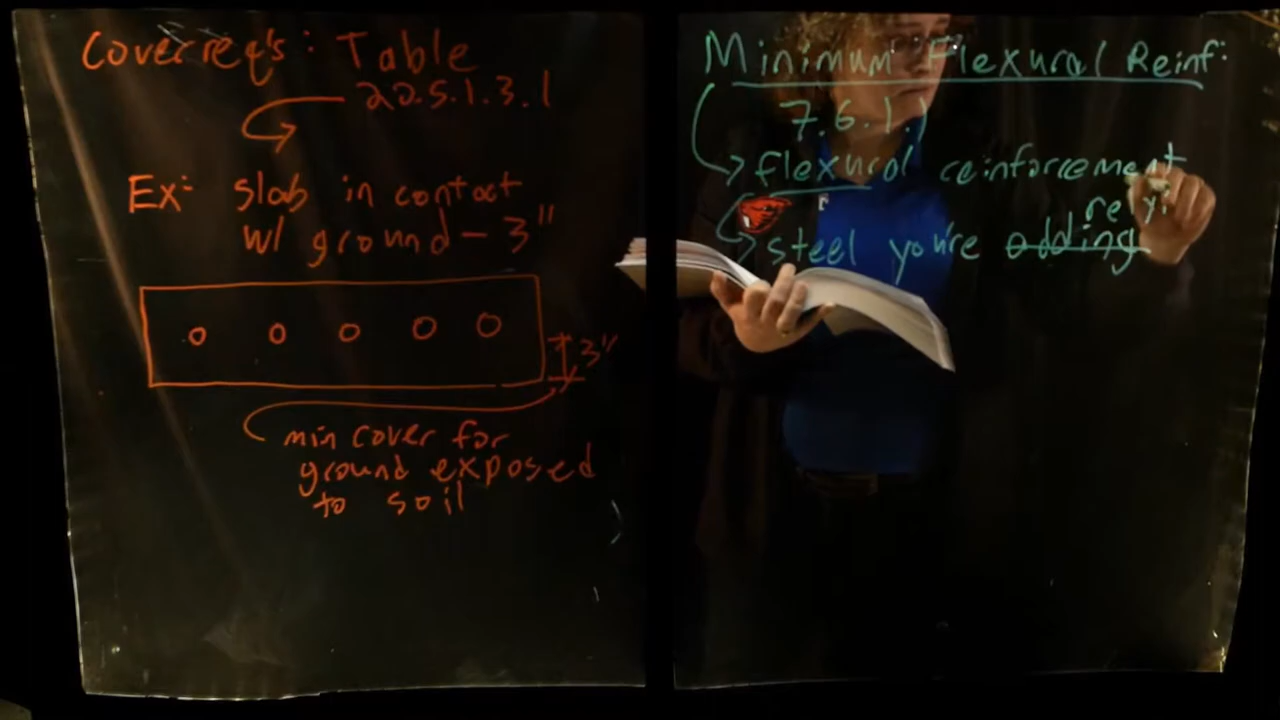 Cover req's: Table
22.5.1.3.1
Ex: slab in contact
w/ ground - 3"
3"
min cover for
ground exposed
to soil
Minimum Flexural Reinf:
7.6.1.1
flexural reinforcement
relyi
steel you're adding